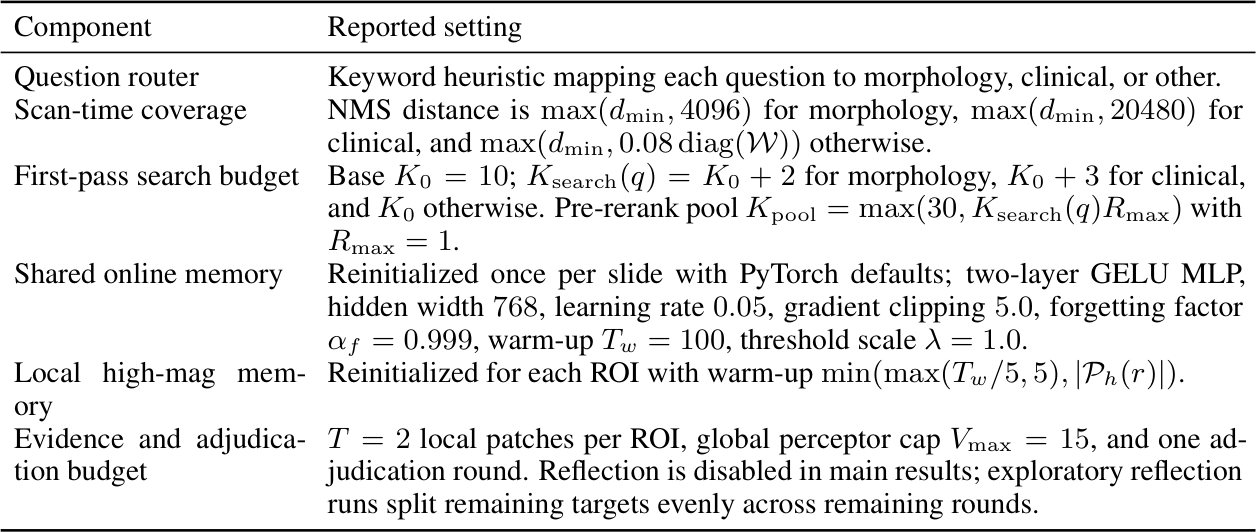 Component Reported setting
Question router Keyword heuristic mapping each question to morphology, clinical, or other.
Scan-time coverage NMS distance is max(d_min, 4096) for morphology, max(d_min, 20480) for
clinical, and max(d_min, 0.08 diag(𝒲)) otherwise.
First-pass search budget Base K_0 = 10; K_search(q) = K_0 + 2 for morphology, K_0 + 3 for clinical,
and K_0 otherwise. Pre-rerank pool K_pool = max(30, K_search(q)R_max) with
R_max = 1.
Shared online memory Reinitialized once per slide with PyTorch defaults; two-layer GELU MLP,
hidden width 768, learning rate 0.05, gradient clipping 5.0, forgetting factor
α_f = 0.999, warm-up T_w = 100, threshold scale λ = 1.0.
Local high-mag mem- Reinitialized for each ROI with warm-up min(max(T_w/5, 5), |𝒫_h(r)|).
ory
Evidence and adjudica- T = 2 local patches per ROI, global perceptor cap V_max = 15, and one ad-
tion budget judication round. Reflection is disabled in main results; exploratory reflection
runs split remaining targets evenly across remaining rounds.